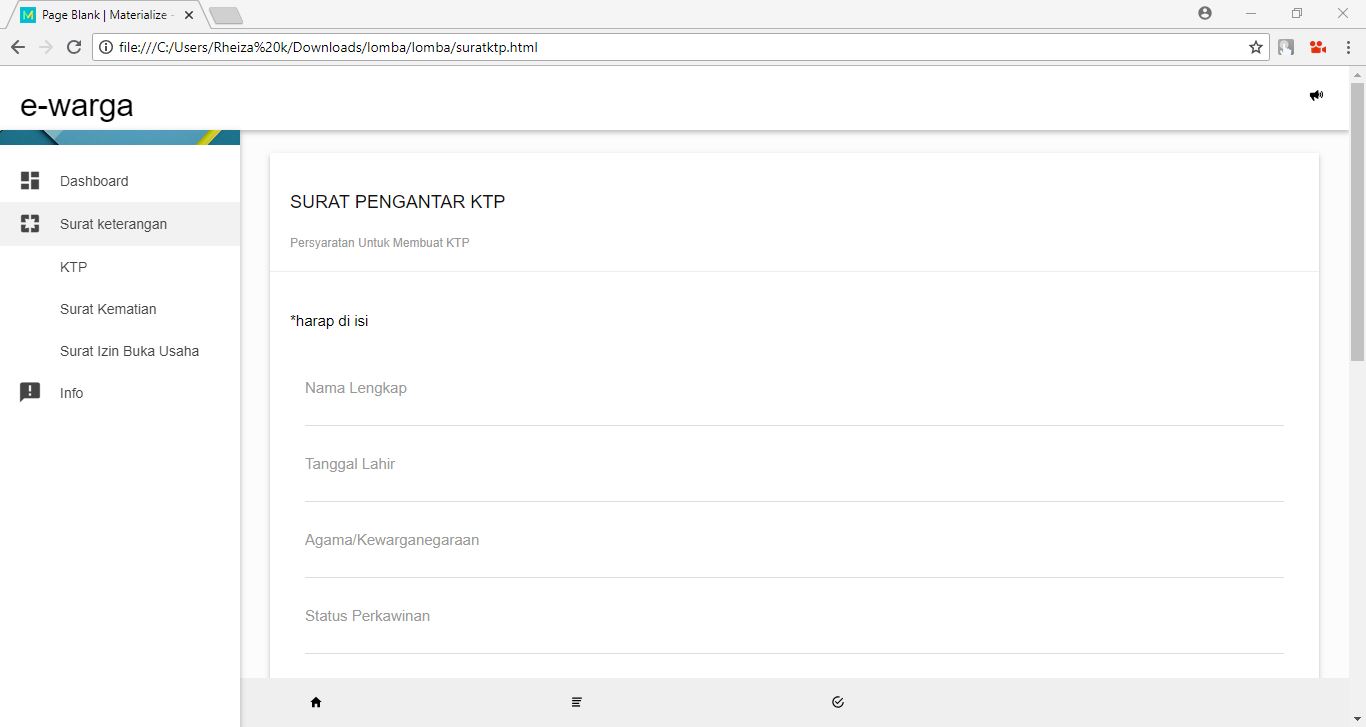 Page Blank | Materialize -
file:///C:/Users/Rheiza%20k/Downloads/lomba/lomba/suratktp.html
e-warga
Dashboard
Surat keterangan
KTP
Surat Kematian
Surat Izin Buka Usaha
Info
SURAT PENGANTAR KTP
Persyaratan Untuk Membuat KTP
*harap di isi
Nama Lengkap
Tanggal Lahir
Agama/Kewarganegaraan
Status Perkawinan